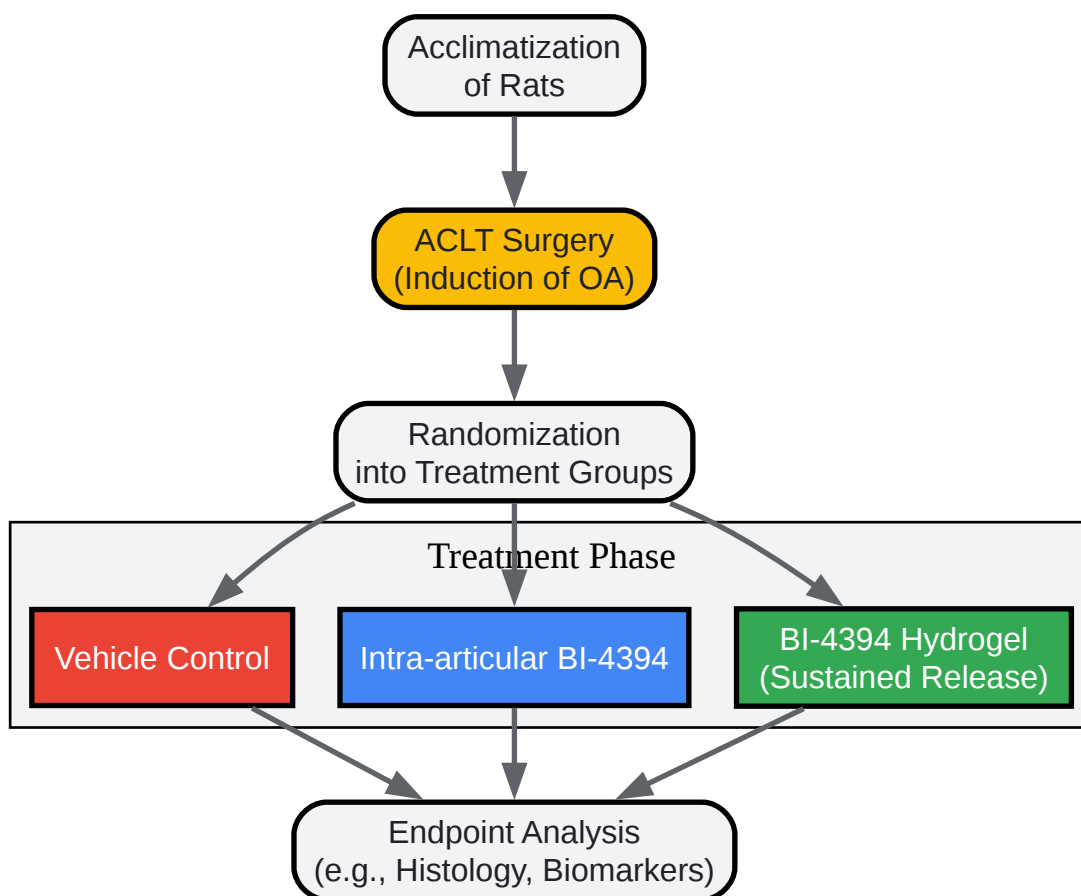 Acclimatization
of Rats
ACLT Surgery
(Induction of OA)
Randomization
into Treatment Groups
Treatment Phase
Vehicle Control
Intra-articular BI-4394
BI-4394 Hydrogel
(Sustained Release)
Endpoint Analysis
(e.g., Histology, Biomarkers)